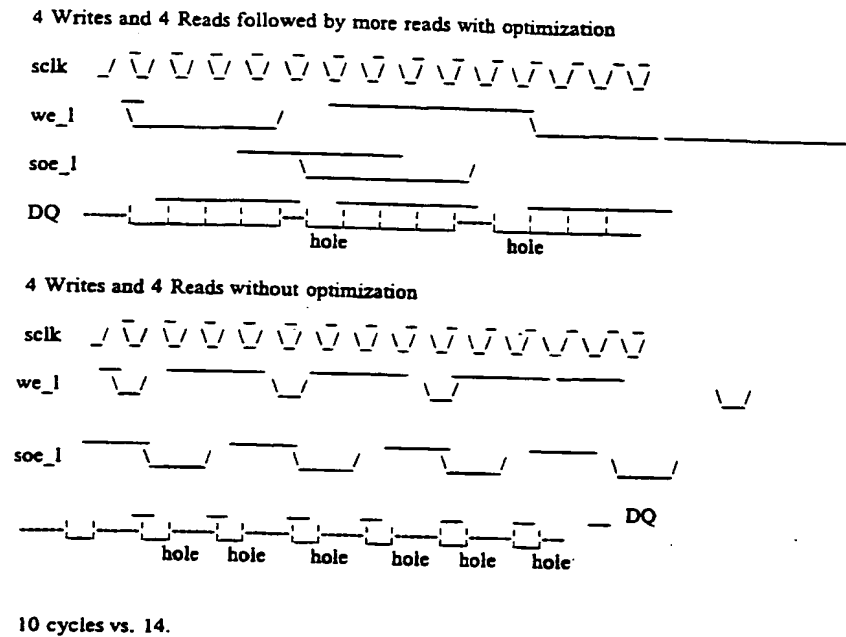 4 Writes and 4 Reads followed by more reads with optimization
sclk
we_l
soe_l
DQ
hole hole
4 Writes and 4 Reads without optimization
sclk
we_l
soe_l
DQ
hole hole hole hole hole hole
10 cycles vs. 14.